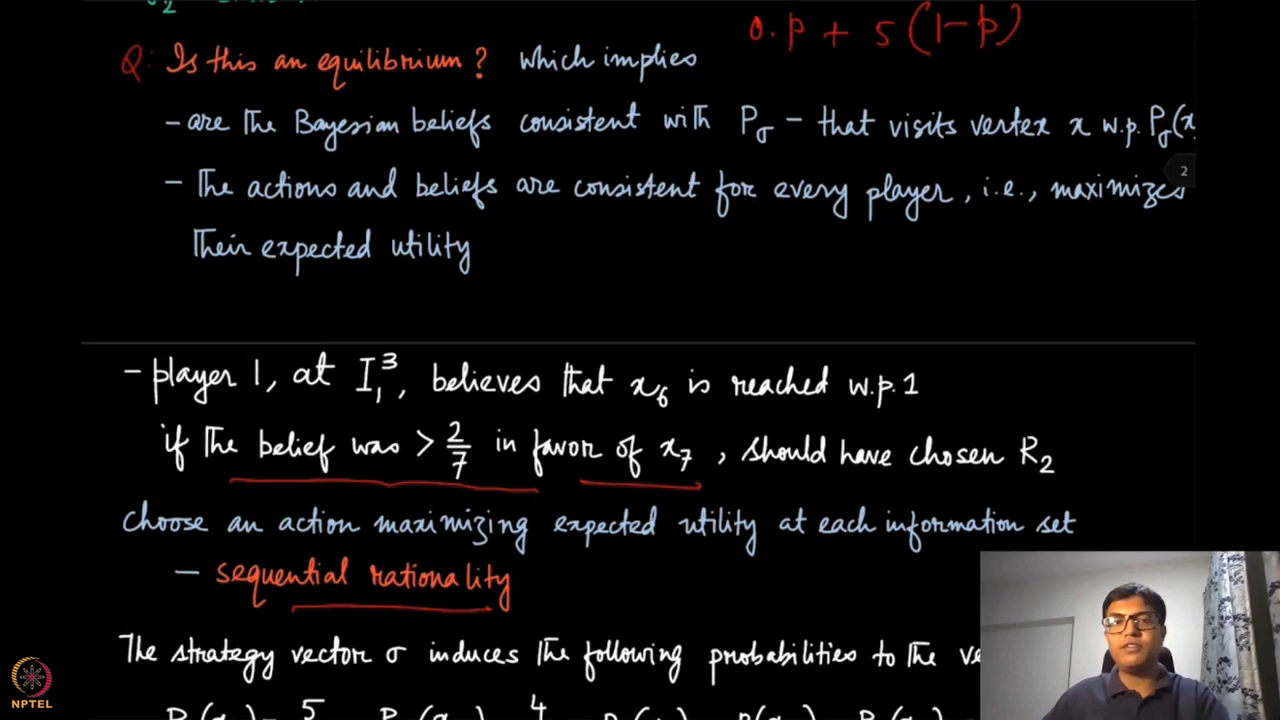 0.p + 5(1-p)
Q: Is this an equilibrium? Which implies
- are the Bayesian beliefs consistent with Pσ - that visits vertex x w.p. Pσ(x
2
- The actions and beliefs are consistent for every player, i.e., maximizes
their expected utility
- player 1, at I₁³, believes that x₆ is reached w.p.1
if the belief was > 2/7 in favor of x₇, should have chosen R₂
Choose an action maximizing expected utility at each information set
- sequential rationality
The strategy vector σ induces the following probabilities to the
NPTEL